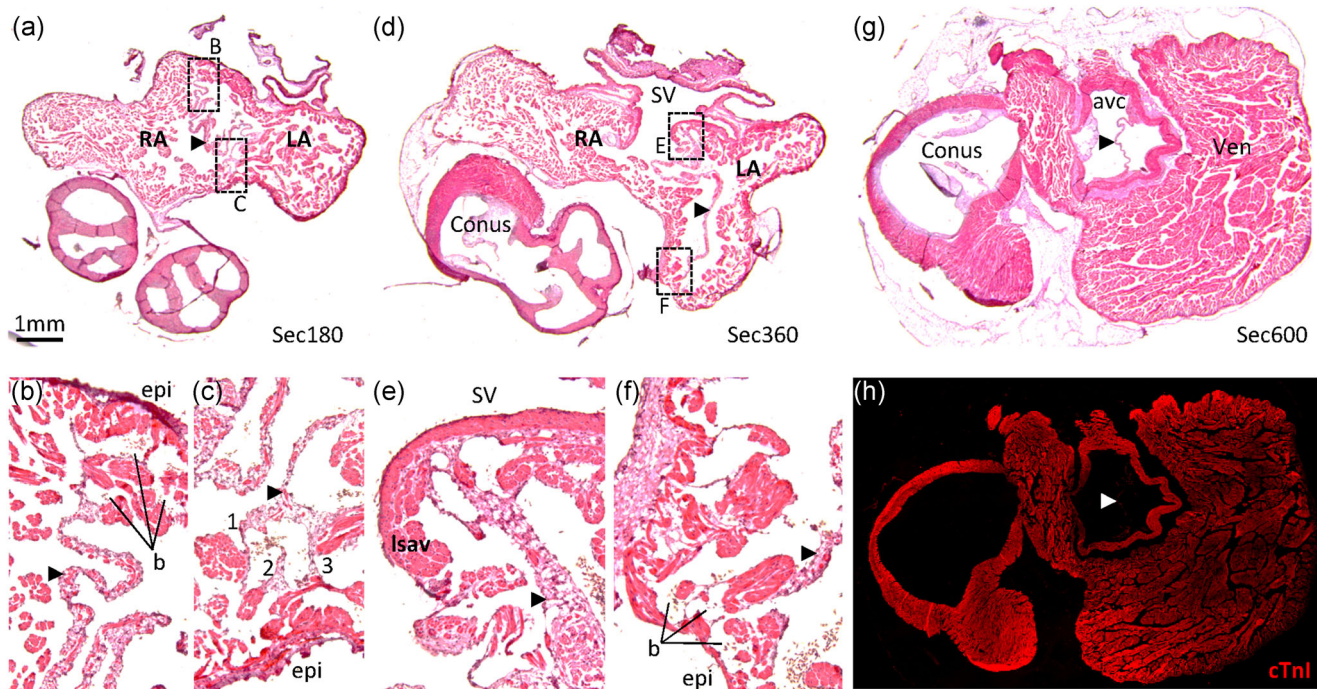 (a)
B
RA
LA
C
1mm
Sec180
(d)
SV
RA
E
LA
Conus
F
Sec360
(g)
avc
Conus
Ven
Sec600
(b)
epi
b
(c)
1
2
3
epi
(e)
SV
lsav
(f)
b
epi
(h)
cTnI